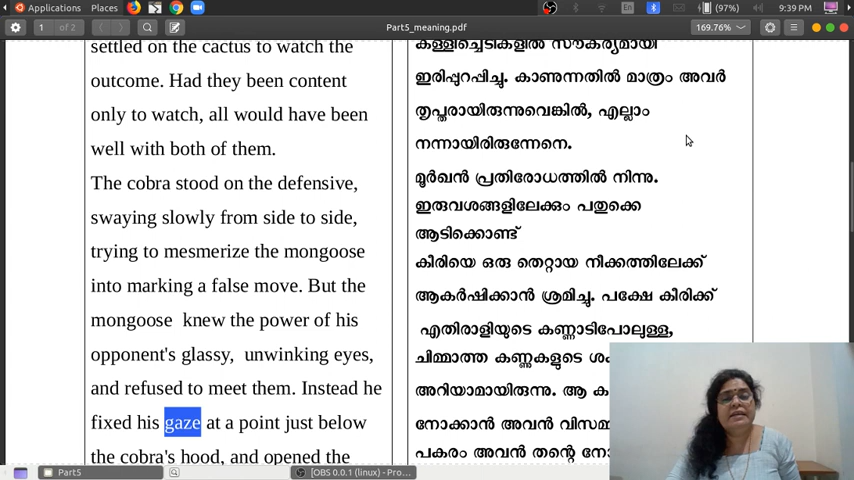 Applications Places (97%) 9:39 PM
1 of 2 Part5_meaning.pdf 169.76%
settled on the cactus to watch the
outcome. Had they been content
only to watch, all would have been
well with both of them.
The cobra stood on the defensive,
swaying slowly from side to side,
trying to mesmerize the mongoose
into marking a false move. But the
mongoose knew the power of his
opponent's glassy, unwinking eyes,
and refused to meet them. Instead he
fixed his gaze at a point just below
the cobra's hood, and opened the
കള്ളിച്ചെടികളിൽ സൗകര്യമായി
ഇരിപ്പുറപ്പിച്ചു. കാണുന്നതിൽ മാത്രം അവർ
തൃപ്തരായിരുന്നുവെങ്കിൽ, എല്ലാം
നന്നായിരിരുന്നേനെ.
മൂർഖൻ പ്രതിരോധത്തിൽ നിന്നു.
ഇരുവശങ്ങളിലേക്കും പതുക്കെ
ആടിക്കൊണ്ട്
കീരിയെ ഒരു തെറ്റായ നീക്കത്തിലേക്ക്
ആകർഷിക്കാൻ ശ്രമിച്ചു. പക്ഷേ കീരിക്ക്
എതിരാളിയുടെ കണ്ണാടിപോലുള്ള,
ചിമ്മാത്ത കണ്ണുകളുടെ
അറിയാമായിരുന്നു. ആ
നോക്കാൻ അവൻ
പകരം അവൻ തന്റെ
Part5 [OBS 0.0.1 (linux) - Pro...